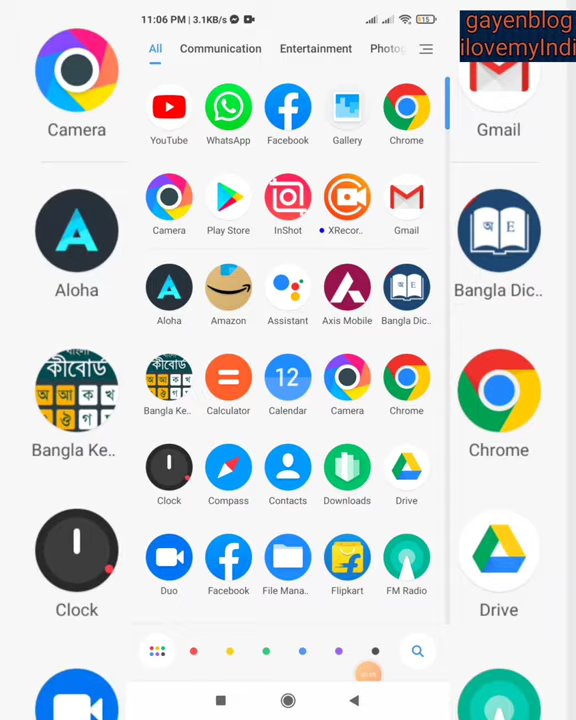 gayenblog
ilovemyIndi
11:06 PM | 3.1KB/s
15
All Communication Entertainment Photog
YouTube WhatsApp Facebook Gallery Chrome
Camera Play Store InShot XRecor.. Gmail
Aloha Amazon Assistant Axis Mobile Bangla Dic..
অ E
কীবোর্ড
Bangla Ke.. Calculator Calendar Camera Chrome
12
Clock Compass Contacts Downloads Drive
Duo Facebook File Mana.. Flipkart FM Radio
Camera
Gmail
Aloha
অ E
Bangla Dic..
কীবোর্ড
অ আ ক খ
Bangla Ke..
Chrome
Clock
Drive